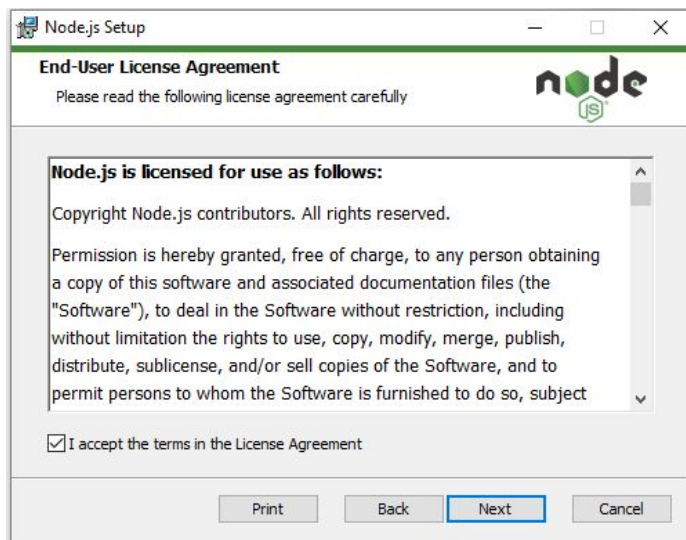 Node.js Setup
End-User License Agreement
Please read the following license agreement carefully
node
JS
Node.js is licensed for use as follows:
Copyright Node.js contributors. All rights reserved.
Permission is hereby granted, free of charge, to any person obtaining
a copy of this software and associated documentation files (the
"Software"), to deal in the Software without restriction, including
without limitation the rights to use, copy, modify, merge, publish,
distribute, sublicense, and/or sell copies of the Software, and to
permit persons to whom the Software is furnished to do so, subject
I accept the terms in the License Agreement
Print Back Next Cancel